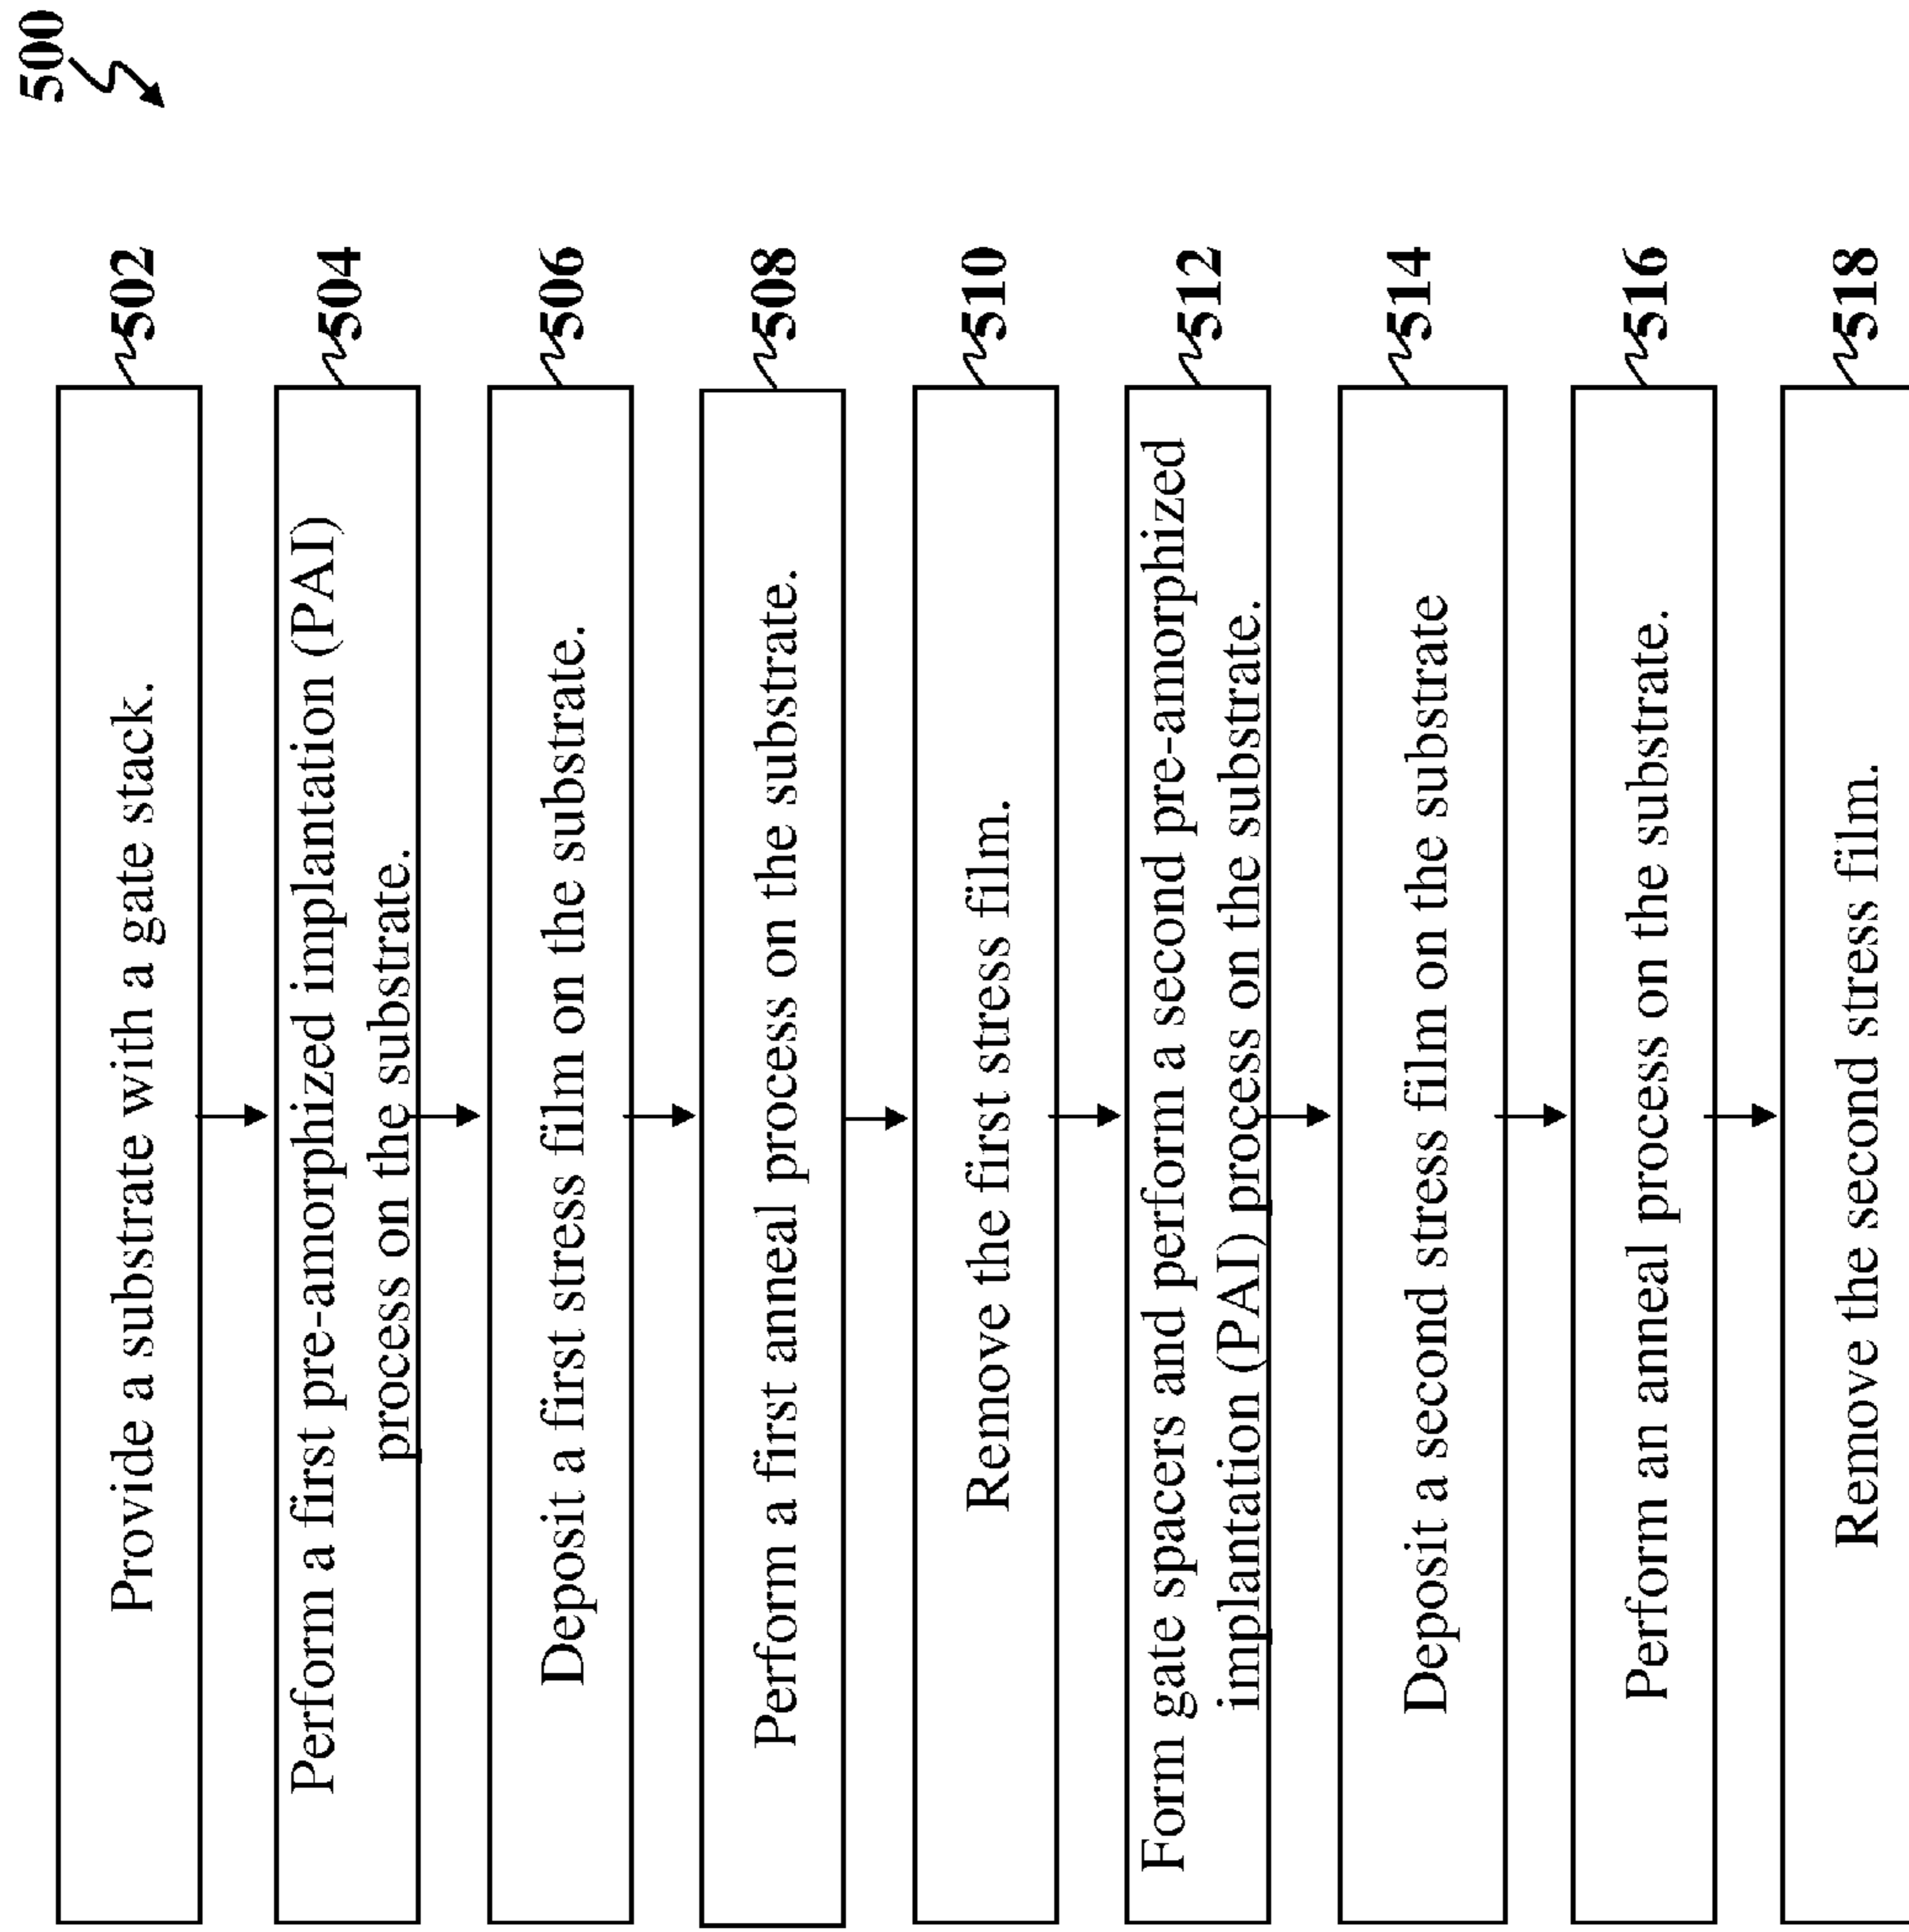 500
Provide a substrate with a gate stack.
502
Perform a first pre-amorphized implantation (PAI)
process on the substrate.
504
Deposit a first stress film on the substrate.
506
Perform a first anneal process on the substrate.
508
Remove the first stress film.
510
Form gate spacers and perform a second pre-amorphized
implantation (PAI) process on the substrate.
512
Deposit a second stress film on the substrate
514
Perform an anneal process on the substrate.
516
Remove the second stress film.
518